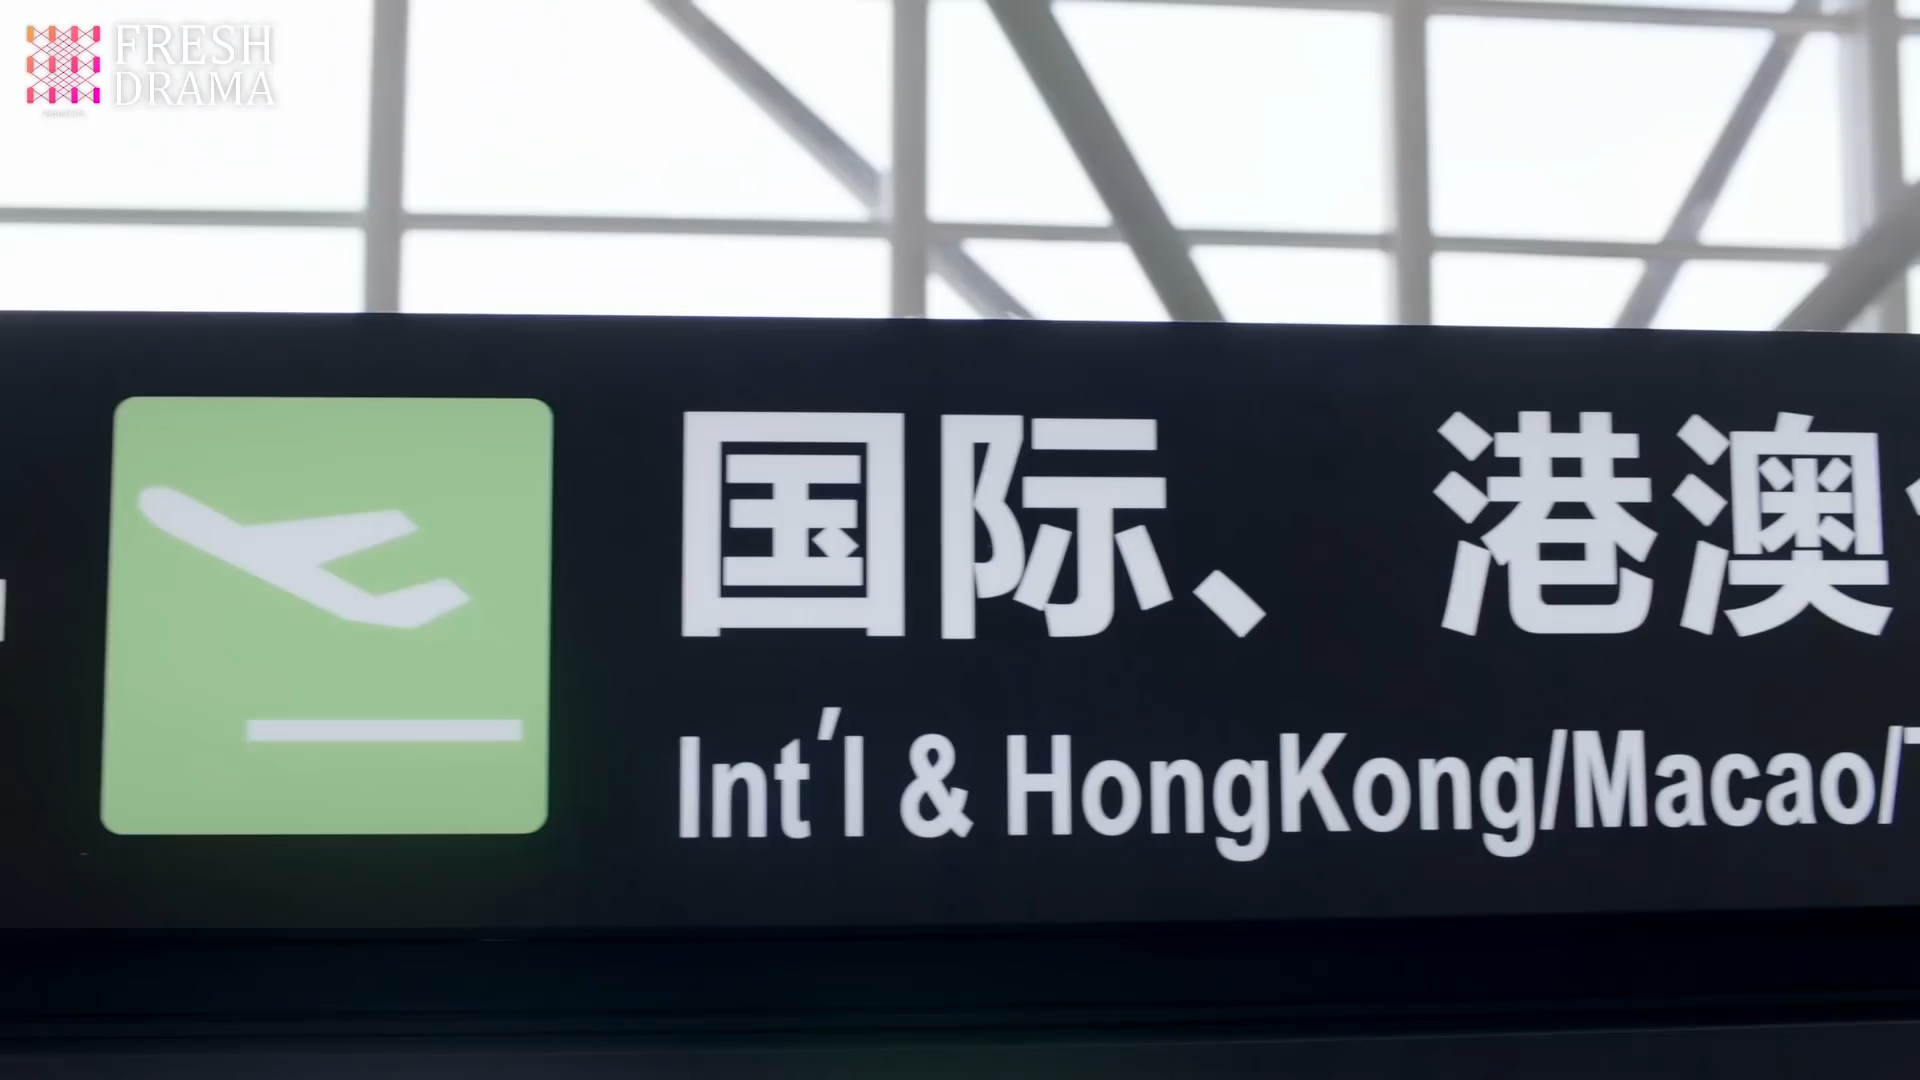 FRESH
DRAMA
国际、港澳
Int'l & HongKong/Macao/